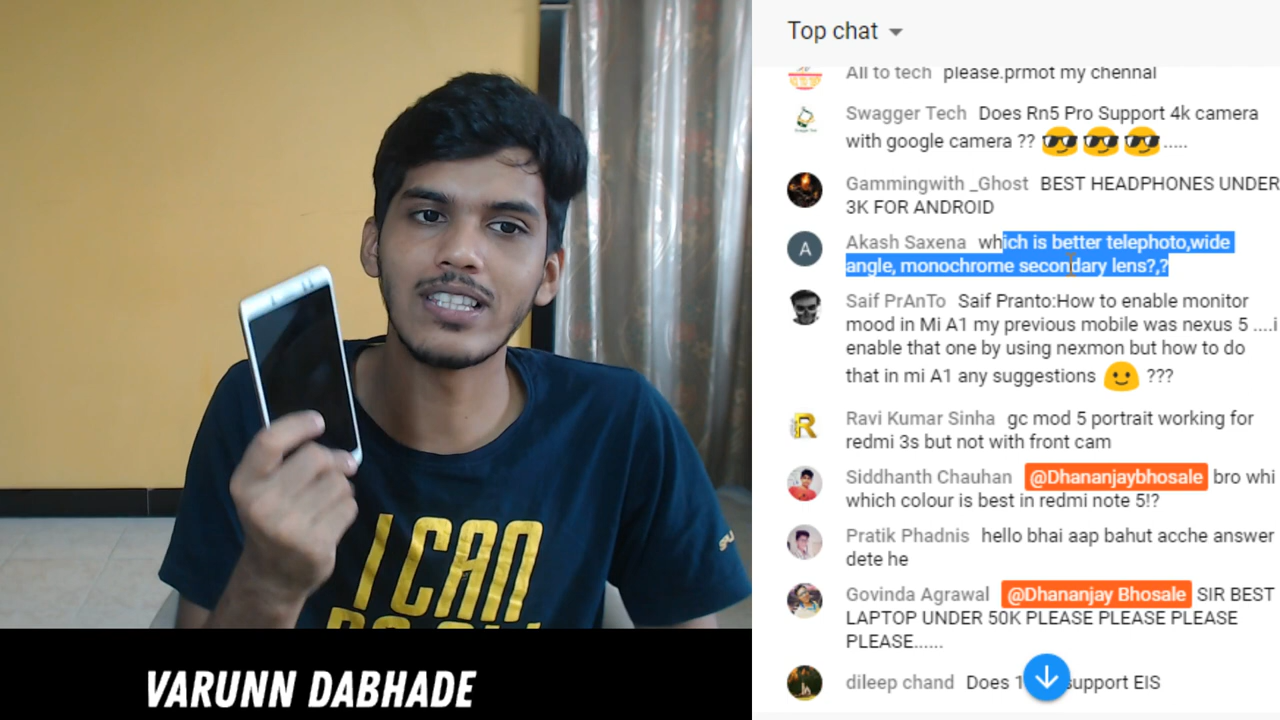 Top chat
All to tech please.prmot my chennal
Swagger Tech Does Rn5 Pro Support 4k camera
with google camera ?? 😎😎😎.....
Gammingwith _Ghost BEST HEADPHONES UNDER
3K FOR ANDROID
A
Akash Saxena which is better telephoto,wide
angle, monochrome secondary lens?,?
Saif PrAnTo Saif Pranto:How to enable monitor
mood in Mi A1 my previous mobile was nexus 5 ....i
enable that one by using nexmon but how to do
that in mi A1 any suggestions 🙂 ???
Ravi Kumar Sinha gc mod 5 portrait working for
redmi 3s but not with front cam
Siddhanth Chauhan @Dhananjaybhosale bro whi
which colour is best in redmi note 5!?
Pratik Phadnis hello bhai aap bahut acche answer
dete he
Govinda Agrawal @Dhananjay Bhosale SIR BEST
LAPTOP UNDER 50K PLEASE PLEASE PLEASE
PLEASE......
dileep chand Does support EIS
I CAN
VARUNN DABHADE